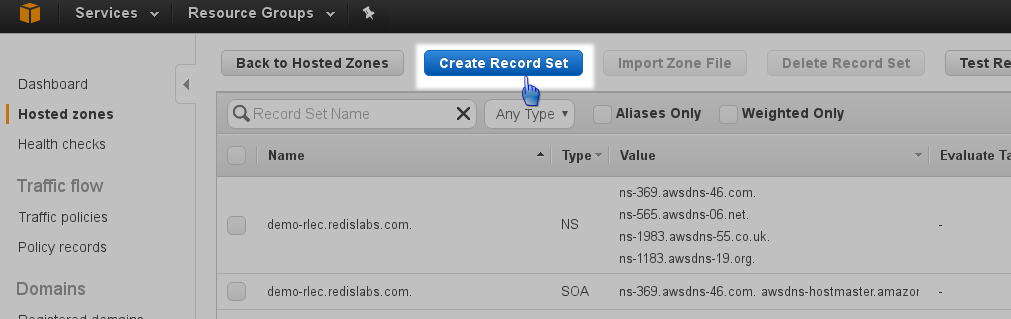 Services Resource Groups
Back to Hosted Zones Create Record Set Import Zone File Delete Record Set Test Re
Dashboard
Hosted zones
Health checks
Traffic flow
Traffic policies
Policy records
Domains
Registered domains
Record Set Name Any Type Aliases Only Weighted Only
Name Type Value Evaluate Ta
demo-rlec.redislabs.com. NS ns-369.awsdns-46.com.
ns-565.awsdns-06.net.
ns-1983.awsdns-55.co.uk.
ns-1183.awsdns-19.org.
-
demo-rlec.redislabs.com. SOA ns-369.awsdns-46.com. awsdns-hostmaster.amazor -